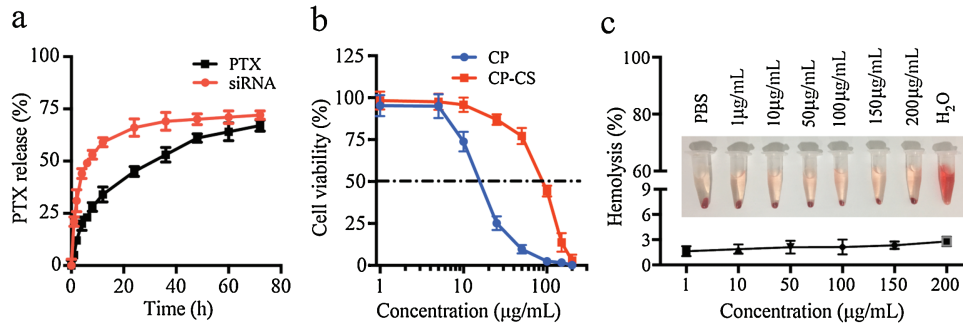 a
PTX release (%)
100
75
50
25
0
PTX
siRNA
0 20 40 60 80
Time (h)
b
Cell viability (%)
125
100
75
50
25
0
CP
CP-CS
1 10 100
Concentration (μg/mL)
c
Hemolysis (%)
100
80
60
9
6
3
0
PBS
1μg/mL
10μg/mL
50μg/mL
100μg/mL
150μg/mL
200μg/mL
H₂O
1 10 50 100 150 200
Concentration (μg/mL)